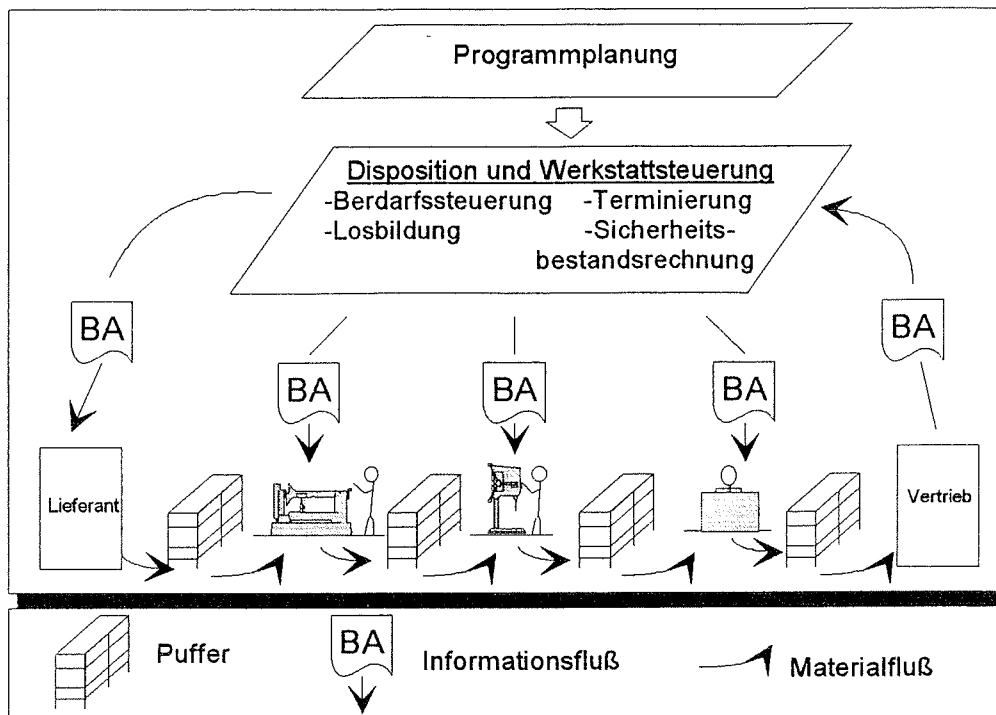 Programmplanung
Disposition und Werkstattsteuerung
-Berdarfssteuerung -Terminierung
-Losbildung -Sicherheits-
bestandsrechnung
BA
BA
BA
BA
BA
Lieferant
Vertrieb
Puffer
BA
Informationsfluß
Materialfluß